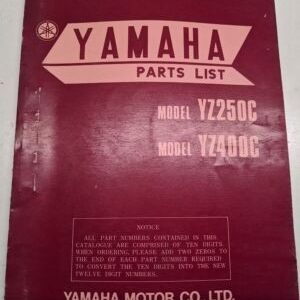 YAMAHA
PARTS LIST
MODEL YZ250C
MODEL YZ400C
NOTICE
ALL PART NUMBERS CONTAINED IN THIS
CATALOGUE ARE COMPRISED OF TEN DIGITS.
WHEN ORDERING, PLEASE ADD TWO ZEROS TO
THE END OF EACH PART NUMBER REQUIRED
TO CONVERT THE TEN DIGITS INTO THE NEW
TWELVE DIGIT NUMBERS.
YAMAHA MOTOR CO. LTD.